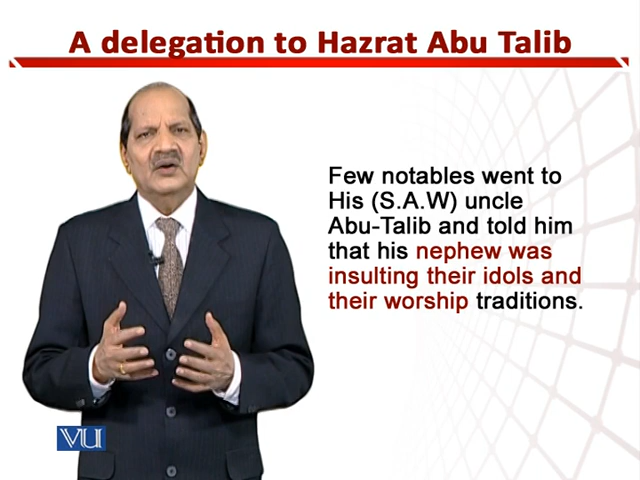 A delegation to Hazrat Abu Talib
Few notables went to
His (S.A.W) uncle
Abu-Talib and told him
that his nephew was
insulting their idols and
their worship traditions.
VU